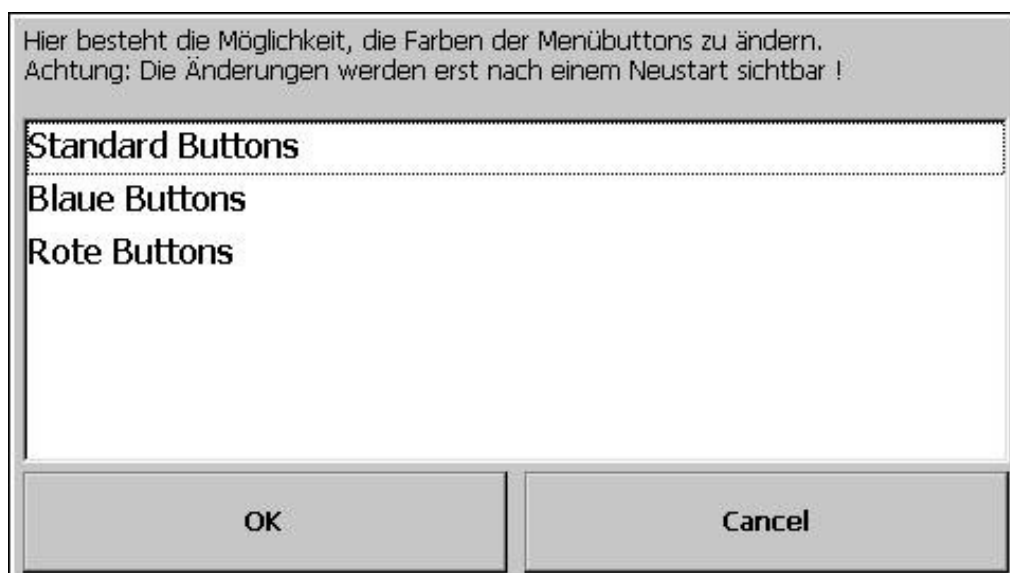 Hier besteht die Möglichkeit, die Farben der Menübuttons zu ändern.
Achtung: Die Änderungen werden erst nach einem Neustart sichtbar !
Standard Buttons
Blaue Buttons
Rote Buttons
OK
Cancel